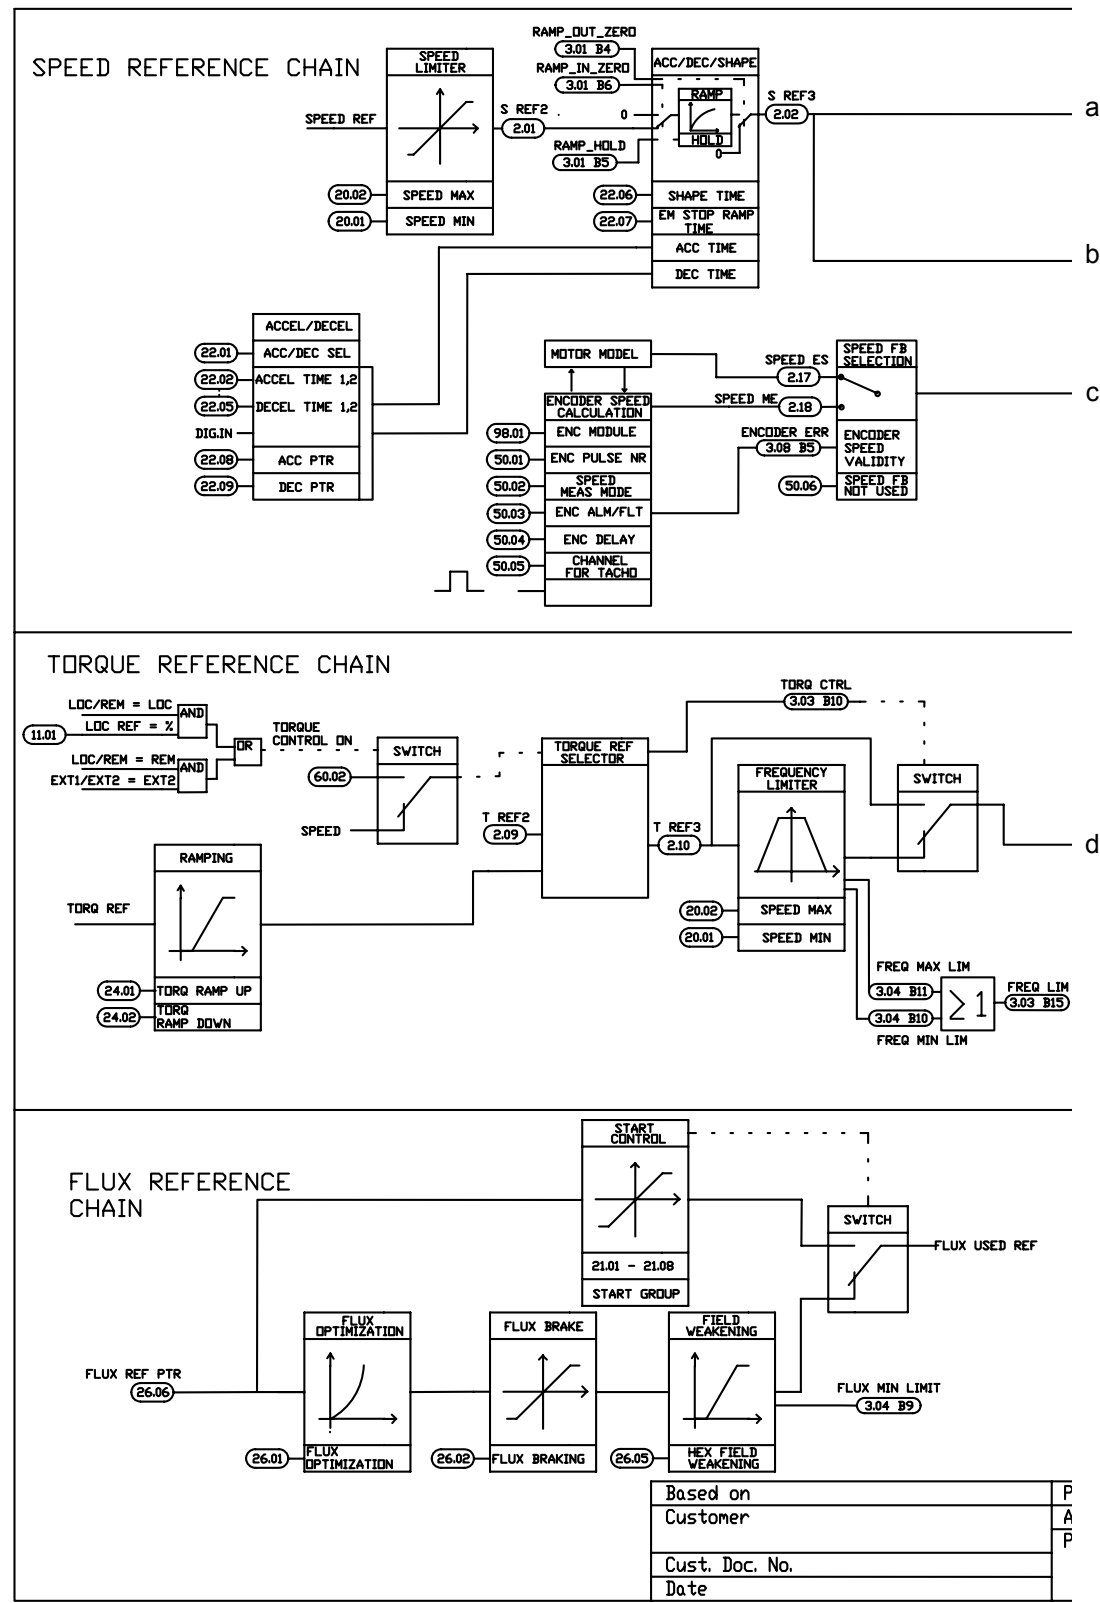 SPEED REFERENCE CHAIN
SPEED REF
SPEED
LIMITER
20.02
SPEED MAX
20.01
SPEED MIN
S REF2
2.01
RAMP_OUT_ZERO
3.01 B4
RAMP_IN_ZERO
3.01 B6
0
RAMP_HOLD
3.01 B5
ACC/DEC/SHAPE
RAMP
HOLD
0
22.06
SHAPE TIME
22.07
EM STOP RAMP
TIME
ACC TIME
DEC TIME
S REF3
2.02
a
b
ACCEL/DECEL
22.01
ACC/DEC SEL
22.02
ACCEL TIME 1,2
22.05
DECEL TIME 1,2
DIG.IN
22.08
ACC PTR
22.09
DEC PTR
MOTOR MODEL
ENCODER SPEED
CALCULATION
98.01
ENC MODULE
50.01
ENC PULSE NR
50.02
SPEED
MEAS MODE
50.03
ENC ALM/FLT
50.04
ENC DELAY
50.05
CHANNEL
FOR TACHO
SPEED ES
2.17
SPEED ME
2.18
ENCODER ERR
3.08 B5
50.06
SPEED FB
SELECTION
ENCODER
SPEED
VALIDITY
SPEED FB
NOT USED
c
TORQUE REFERENCE CHAIN
LOC/REM = LOC
11.01
LOC REF = %
AND
LOC/REM = REM
EXT1/EXT2 = EXT2
AND
OR
TORQUE
CONTROL ON
60.02
SPEED
SWITCH
T REF2
2.09
TORQUE REF
SELECTOR
TORQ CTRL
3.03 B10
T REF3
2.10
FREQUENCY
LIMITER
20.02
SPEED MAX
20.01
SPEED MIN
SWITCH
d
TORQ REF
RAMPING
24.01
TORQ RAMP UP
24.02
TORQ
RAMP DOWN
FREQ MAX LIM
3.04 B11
3.04 B10
FREQ MIN LIM
≥1
FREQ LIM
3.03 B15
FLUX REFERENCE
CHAIN
START
CONTROL
21.01 - 21.08
START GROUP
SWITCH
FLUX USED REF
FLUX REF PTR
26.06
FLUX
OPTIMIZATION
26.01
FLUX
OPTIMIZATION
FLUX BRAKE
26.02
FLUX BRAKING
FIELD
WEAKENING
26.05
HEX FIELD
WEAKENING
FLUX MIN LIMIT
3.04 B9
Based on
P
Customer
A
P
Cust. Doc. No.
Date